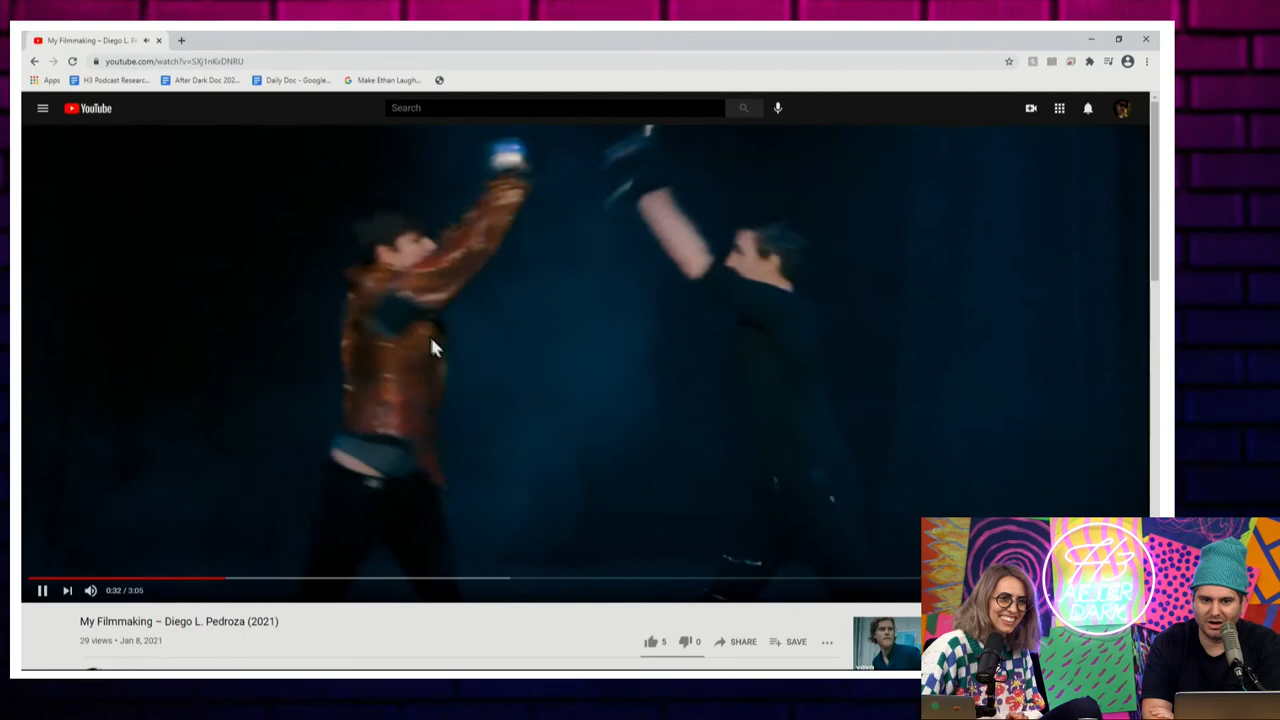 My Filmmaking – Diego L. Pe
youtube.com/watch?v=SXj1nKvDNRU
Apps H3 Podcast Researc... After Dark Doc 202... Daily Doc - Google... Make Ethan Laugh...
YouTube
Search
0:32 / 3:05
My Filmmaking – Diego L. Pedroza (2021)
29 views • Jan 8, 2021
5 0 SHARE SAVE
H3
AFTER
DARK